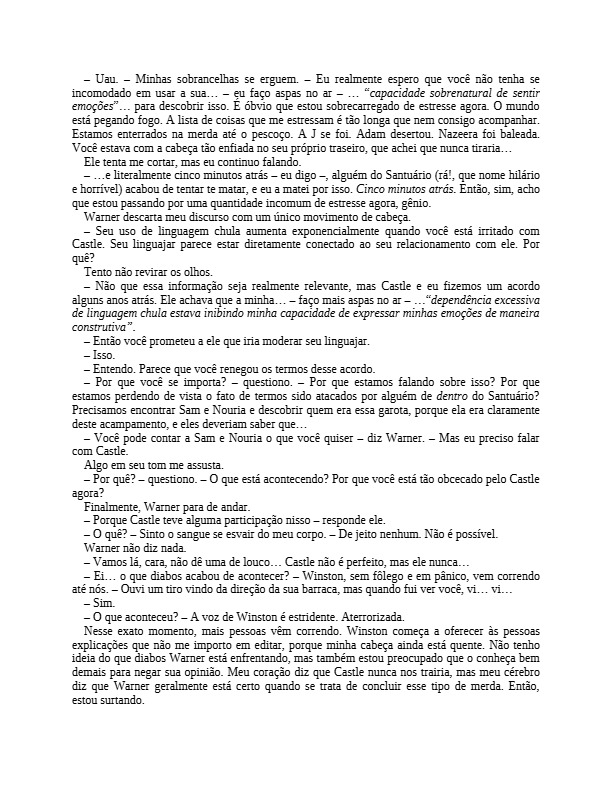 – Uau. – Minhas sobrancelhas se erguem. – Eu realmente espero que você não tenha se
incomodado em usar a sua… – eu faço aspas no ar – … “capacidade sobrenatural de sentir
emoções”… para descobrir isso. É óbvio que estou sobrecarregado de estresse agora. O mundo
está pegando fogo. A lista de coisas que me estressam é tão longa que nem consigo acompanhar.
Estamos enterrados na merda até o pescoço. A J se foi. Adam desertou. Nazeera foi baleada.
Você estava com a cabeça tão enfiada no seu próprio traseiro, que achei que nunca tiraria…
Ele tenta me cortar, mas eu continuo falando.
– …e literalmente cinco minutos atrás – eu digo –, alguém do Santuário (rá!, que nome hilário
e horrível) acabou de tentar te matar, e eu a matei por isso. Cinco minutos atrás. Então, sim, acho
que estou passando por uma quantidade incomum de estresse agora, gênio.
Warner descarta meu discurso com um único movimento de cabeça.
– Seu uso de linguagem chula aumenta exponencialmente quando você está irritado com
Castle. Seu linguajar parece estar diretamente conectado ao seu relacionamento com ele. Por
quê?
Tento não revirar os olhos.
– Não que essa informação seja realmente relevante, mas Castle e eu fizemos um acordo
alguns anos atrás. Ele achava que a minha… – faço mais aspas no ar – …“dependência excessiva
de linguagem chula estava inibindo minha capacidade de expressar minhas emoções de maneira
construtiva”.
– Então você prometeu a ele que iria moderar seu linguajar.
– Isso.
– Entendo. Parece que você renegou os termos desse acordo.
– Por que você se importa? – questiono. – Por que estamos falando sobre isso? Por que
estamos perdendo de vista o fato de termos sido atacados por alguém de dentro do Santuário?
Precisamos encontrar Sam e Nouria e descobrir quem era essa garota, porque ela era claramente
deste acampamento, e eles deveriam saber que…
– Você pode contar a Sam e Nouria o que você quiser – diz Warner. – Mas eu preciso falar
com Castle.
Algo em seu tom me assusta.
– Por quê? – questiono. – O que está acontecendo? Por que você está tão obcecado pelo Castle
agora?
Finalmente, Warner para de andar.
– Porque Castle teve alguma participação nisso – responde ele.
– O quê? – Sinto o sangue se esvair do meu corpo. – De jeito nenhum. Não é possível.
Warner não diz nada.
– Vamos lá, cara, não dê uma de louco… Castle não é perfeito, mas ele nunca…
– Ei… o que diabos acabou de acontecer? – Winston, sem fôlego e em pânico, vem correndo
até nós. – Ouvi um tiro vindo da direção da sua barraca, mas quando fui ver você, vi… vi…
– Sim.
– O que aconteceu? – A voz de Winston é estridente. Aterrorizada.
Nesse exato momento, mais pessoas vêm correndo. Winston começa a oferecer às pessoas
explicações que não me importo em editar, porque minha cabeça ainda está quente. Não tenho
ideia do que diabos Warner está enfrentando, mas também estou preocupado que o conheça bem
demais para negar sua opinião. Meu coração diz que Castle nunca nos trairia, mas meu cérebro
diz que Warner geralmente está certo quando se trata de concluir esse tipo de merda. Então,
estou surtando.